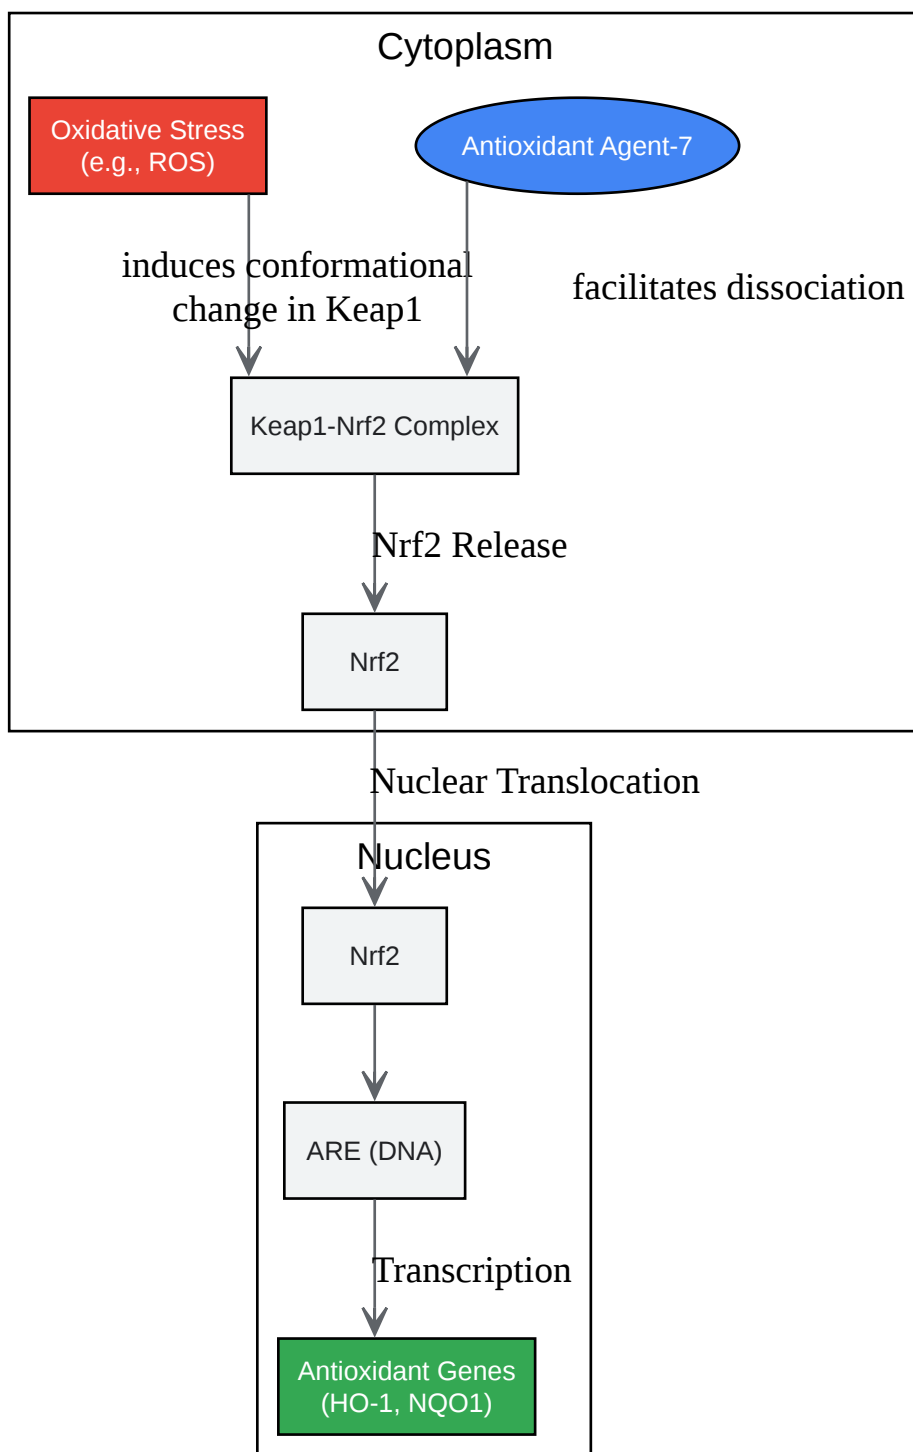 Cytoplasm
Oxidative Stress
(e.g., ROS)
Antioxidant Agent-7
induces conformational
change in Keap1
facilitates dissociation
Keap1-Nrf2 Complex
Nrf2 Release
Nrf2
Nuclear Translocation
Nucleus
Nrf2
ARE (DNA)
Transcription
Antioxidant Genes
(HO-1, NQO1)